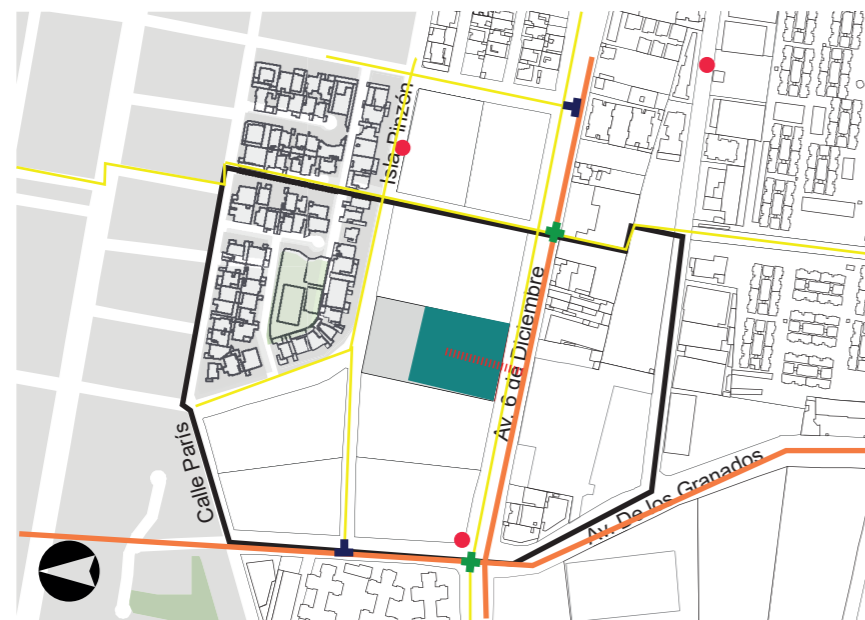 Isla Pinzón
Av. 6 de Diciembre
Calle París
Av. De los Granados